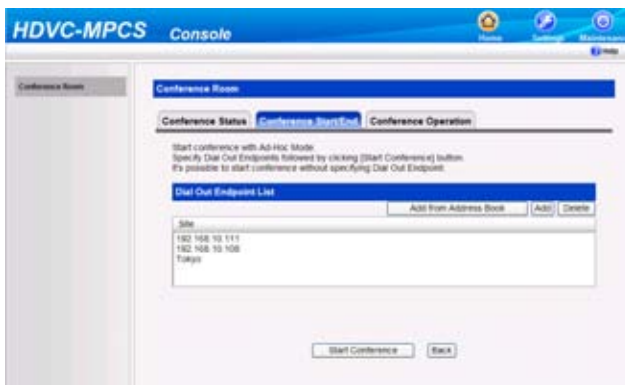 HDVC-MPCS Console
Home Settings Maintenance
Help
Conference Room
Conference Room
Conference Status Conference Start/End Conference Operation
Start conference with Ad-Hoc Mode.
Specify Dial Out Endpoints followed by clicking [Start Conference] button.
It's possible to start conference without specifying Dial Out Endpoint.
Dial Out Endpoint List
Add from Address Book Add Delete
Site
192.168.10.111
192.168.10.108
Tokyo
Start Conference Back